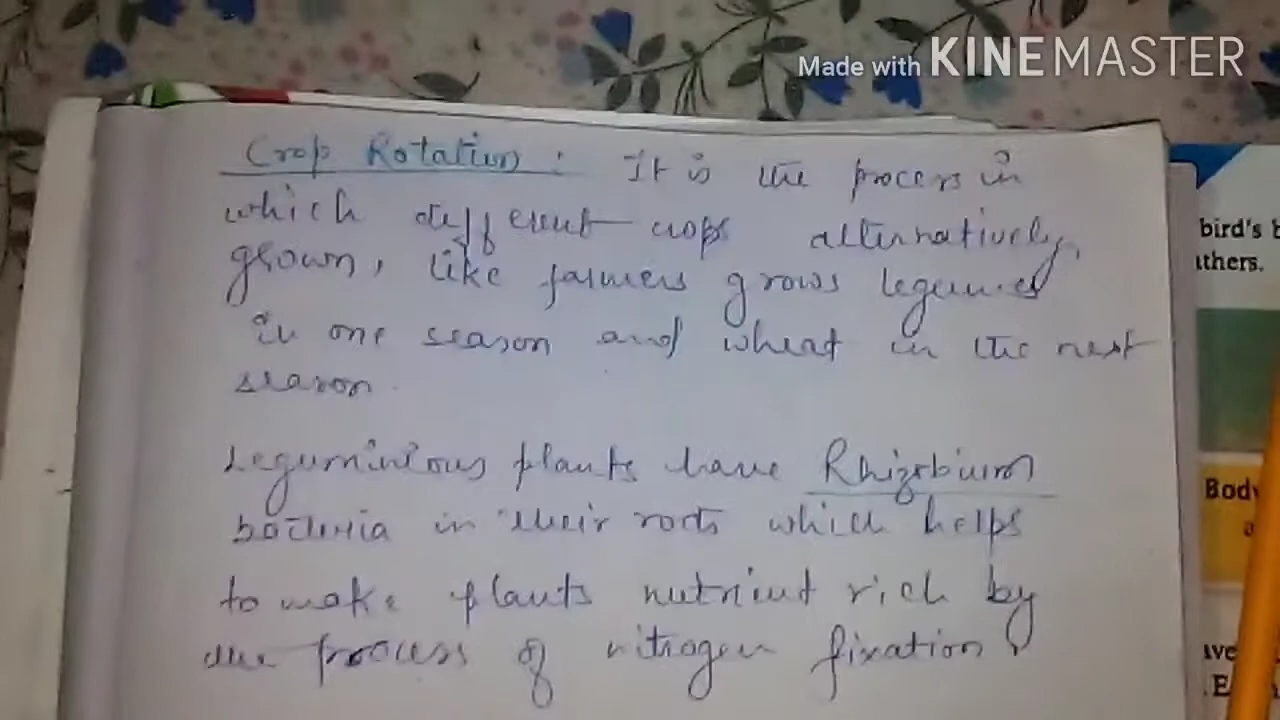 Made with KINEMASTER
Crop Rotation : It is the process in
which different crops alternatively
grown, like farmers grows legumes
in one season and wheat in the next
season.
Leguminious plants have Rhizobium
bacteria in their roots which helps
to make plants nutrient rich by
the process of nitrogen fixation
bird's b
athers.
Body
a
ave
. E